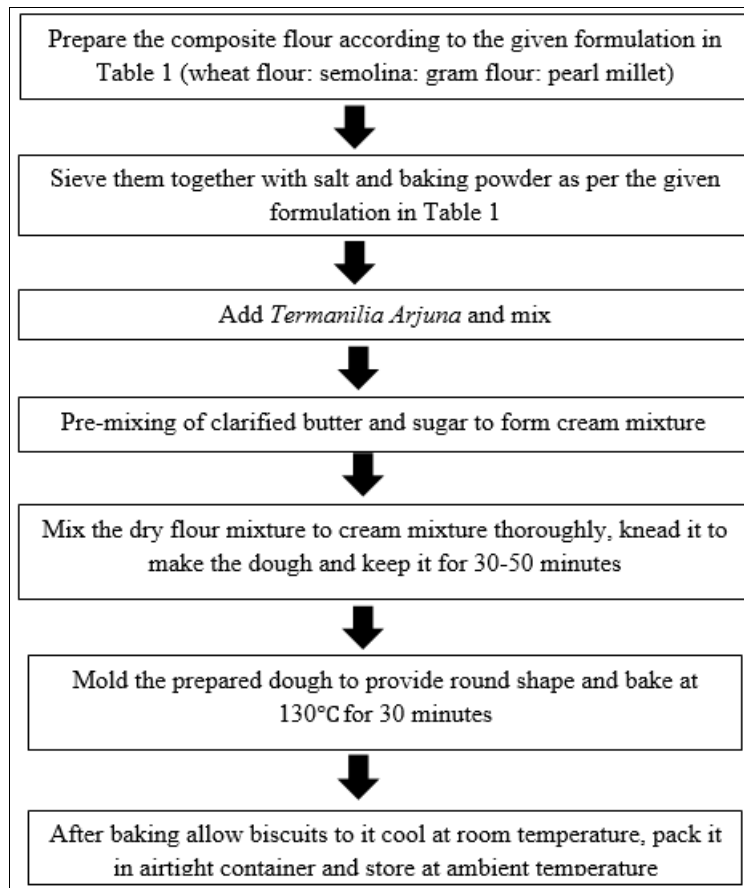 Prepare the composite flour according to the given formulation in
Table 1 (wheat flour: semolina: gram flour: pearl millet)
Sieve them together with salt and baking powder as per the given
formulation in Table 1
Add Termanilia Arjuna and mix
Pre-mixing of clarified butter and sugar to form cream mixture
Mix the dry flour mixture to cream mixture thoroughly, knead it to
make the dough and keep it for 30-50 minutes
Mold the prepared dough to provide round shape and bake at
130°C for 30 minutes
After baking allow biscuits to it cool at room temperature, pack it
in airtight container and store at ambient temperature